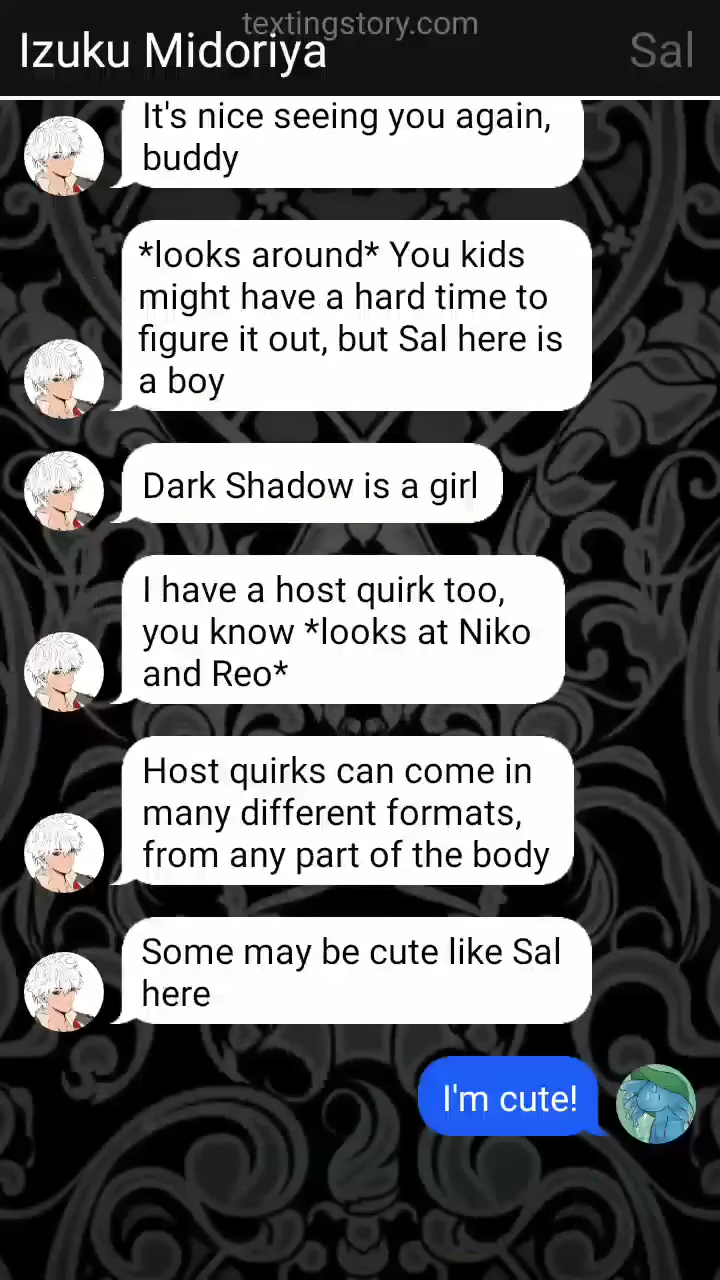 textingstory.com
Izuku Midoriya
Sal
It's nice seeing you again,
buddy
*looks around* You kids
might have a hard time to
figure it out, but Sal here is
a boy
Dark Shadow is a girl
I have a host quirk too,
you know *looks at Niko
and Reo*
Host quirks can come in
many different formats,
from any part of the body
Some may be cute like Sal
here
I'm cute!